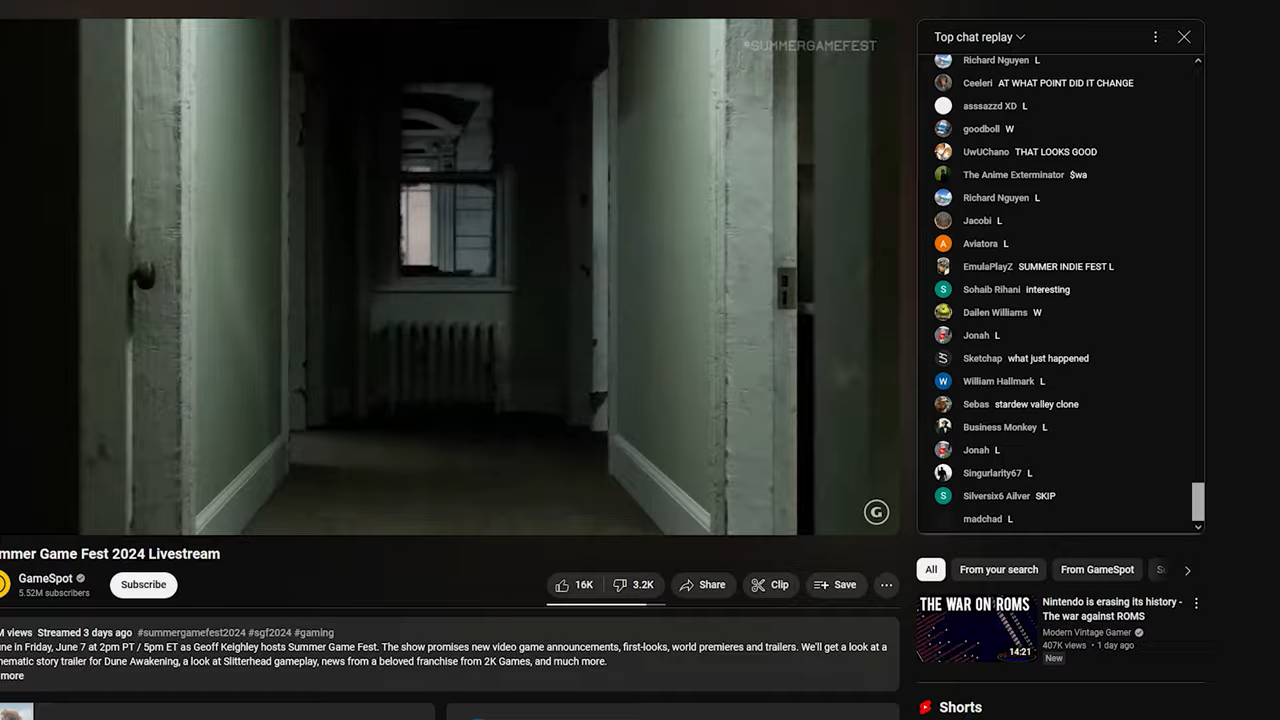 #SUMMERGAMEFEST
G
Top chat replay
Richard Nguyen L
Ceeleri AT WHAT POINT DID IT CHANGE
asssazzd XD L
goodboll W
UwUChano THAT LOOKS GOOD
The Anime Exterminator $wa
Richard Nguyen L
Jacobi L
A Aviatora L
EmulaPlayZ SUMMER INDIE FEST L
S Sohaib Rihani interesting
Dailen Williams W
Jonah L
Sketchap what just happened
W William Hallmark L
Sebas stardew valley clone
Business Monkey L
Jonah L
Singurlarity67 L
S Silversix6 Ailver SKIP
madchad L
mmer Game Fest 2024 Livestream
GameSpot
5.52M subscribers
Subscribe
16K
3.2K
Share
Clip
Save
M views Streamed 3 days ago #summergamefest2024 #sgf2024 #gaming
ne in Friday, June 7 at 2pm PT / 5pm ET as Geoff Keighley hosts Summer Game Fest. The show promises new video game announcements, first-looks, world premieres and trailers. We'll get a look at a
nematic story trailer for Dune Awakening, a look at Slitterhead gameplay, news from a beloved franchise from 2K Games, and much more.
more
All
From your search
From GameSpot
THE WAR ON ROMS
14:21
Nintendo is erasing its history -
The war against ROMS
Modern Vintage Gamer
407K views • 1 day ago
New
Shorts